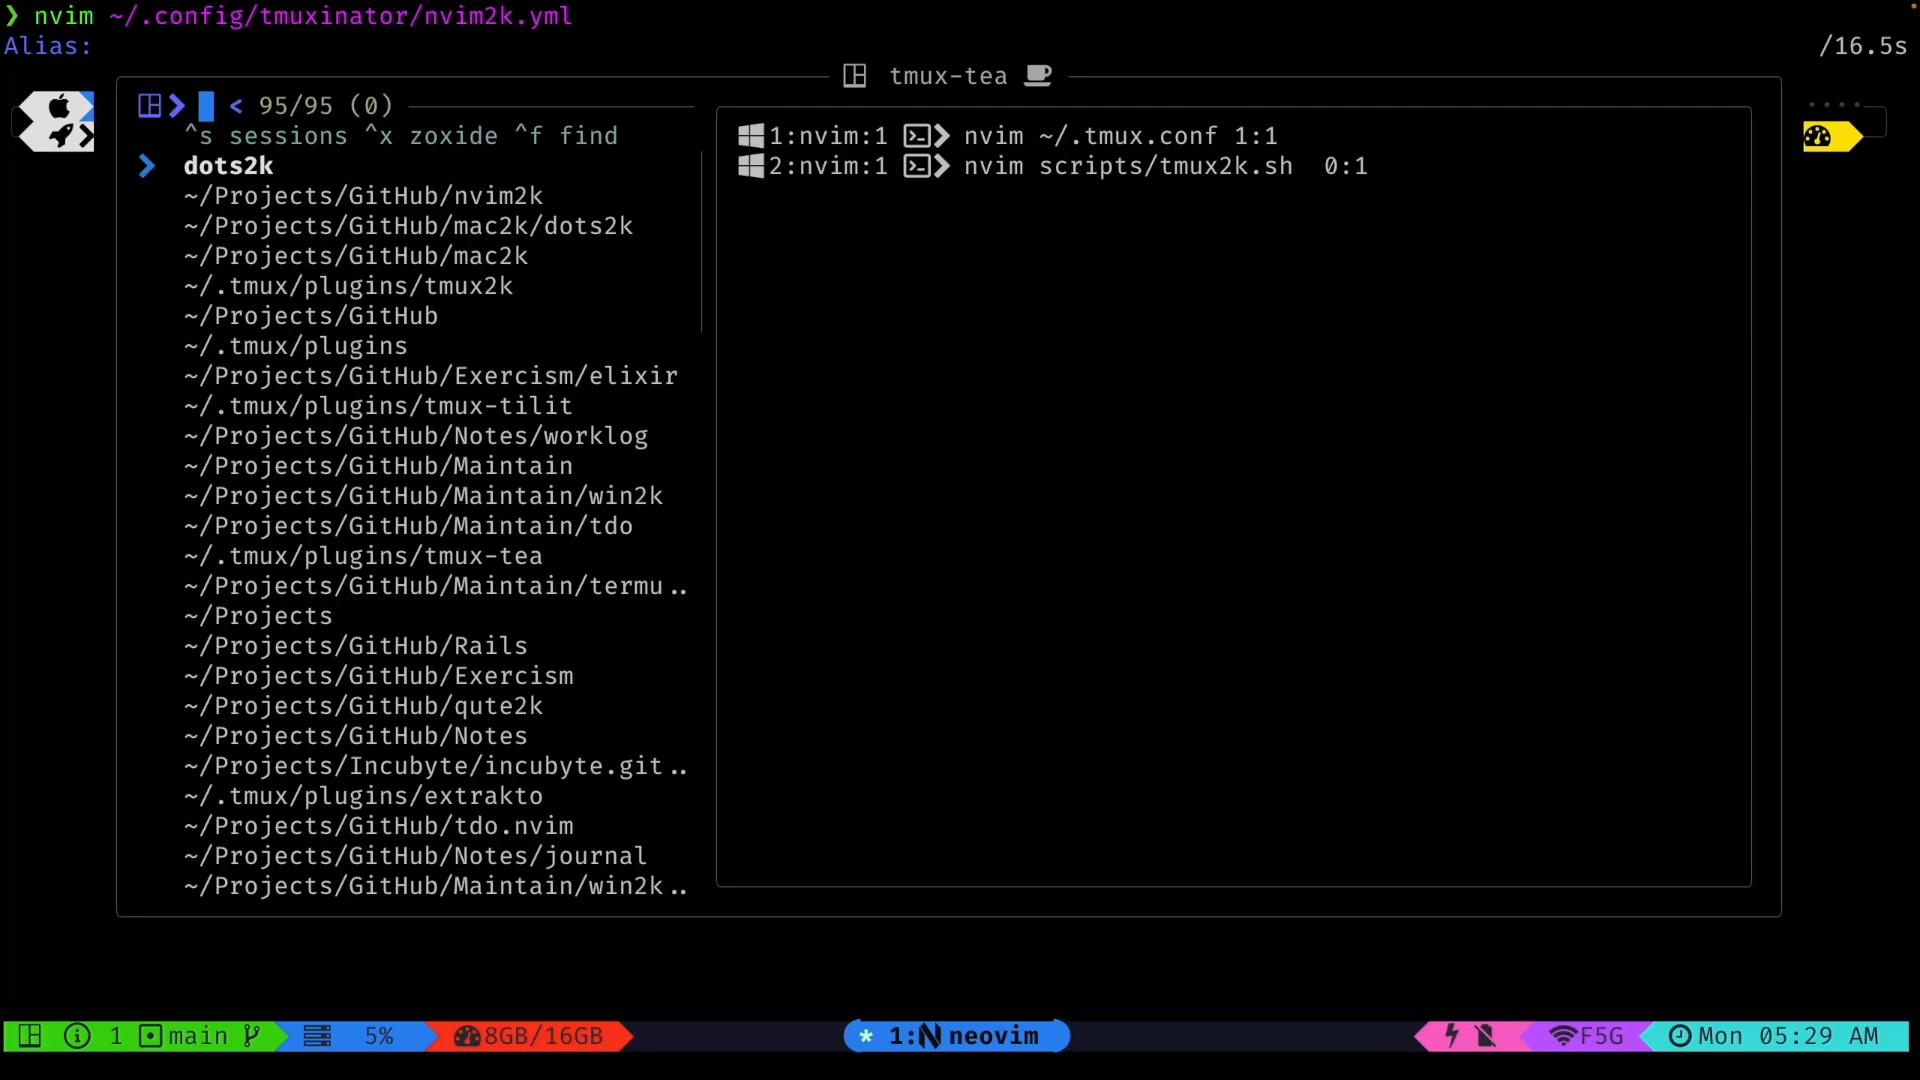 ❯ nvim ~/.config/tmuxinator/nvim2k.yml
Alias:
/16.5s
tmux-tea
< 95/95 (0)
^s sessions ^x zoxide ^f find
dots2k
~/Projects/GitHub/nvim2k
~/Projects/GitHub/mac2k/dots2k
~/Projects/GitHub/mac2k
~/.tmux/plugins/tmux2k
~/Projects/GitHub
~/.tmux/plugins
~/Projects/GitHub/Exercism/elixir
~/.tmux/plugins/tmux-tilit
~/Projects/GitHub/Notes/worklog
~/Projects/GitHub/Maintain
~/Projects/GitHub/Maintain/win2k
~/Projects/GitHub/Maintain/tdo
~/.tmux/plugins/tmux-tea
~/Projects/GitHub/Maintain/termu..
~/Projects
~/Projects/GitHub/Rails
~/Projects/GitHub/Exercism
~/Projects/GitHub/qute2k
~/Projects/GitHub/Notes
~/Projects/Incubyte/incubyte.git..
~/.tmux/plugins/extrakto
~/Projects/GitHub/tdo.nvim
~/Projects/GitHub/Notes/journal
~/Projects/GitHub/Maintain/win2k..
1:nvim:1 nvim ~/.tmux.conf 1:1
2:nvim:1 nvim scripts/tmux2k.sh 0:1
1 main 5% 8GB/16GB * 1: neovim F5G Mon 05:29 AM